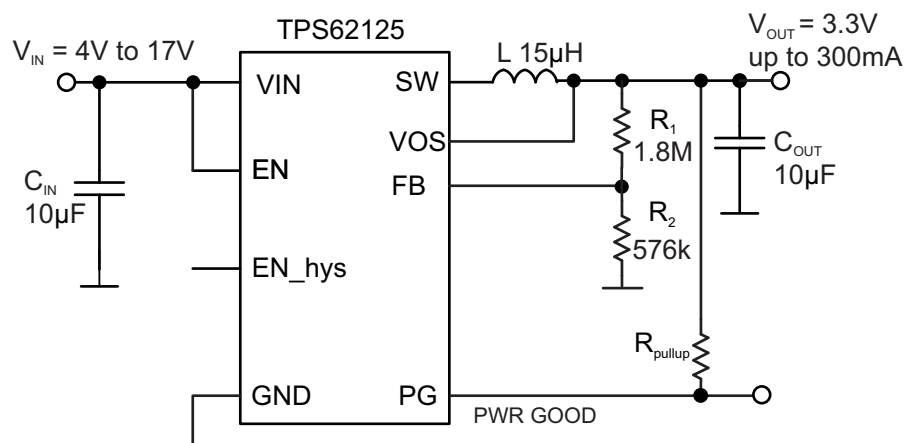 TPS62125
V_IN = 4V to 17V
V_OUT = 3.3V
up to 300mA
L 15µH
VIN
SW
VOS
EN
FB
EN_hys
GND
PG
C_IN
10µF
R_1
1.8M
R_2
576k
C_OUT
10µF
R_pullup
PWR GOOD